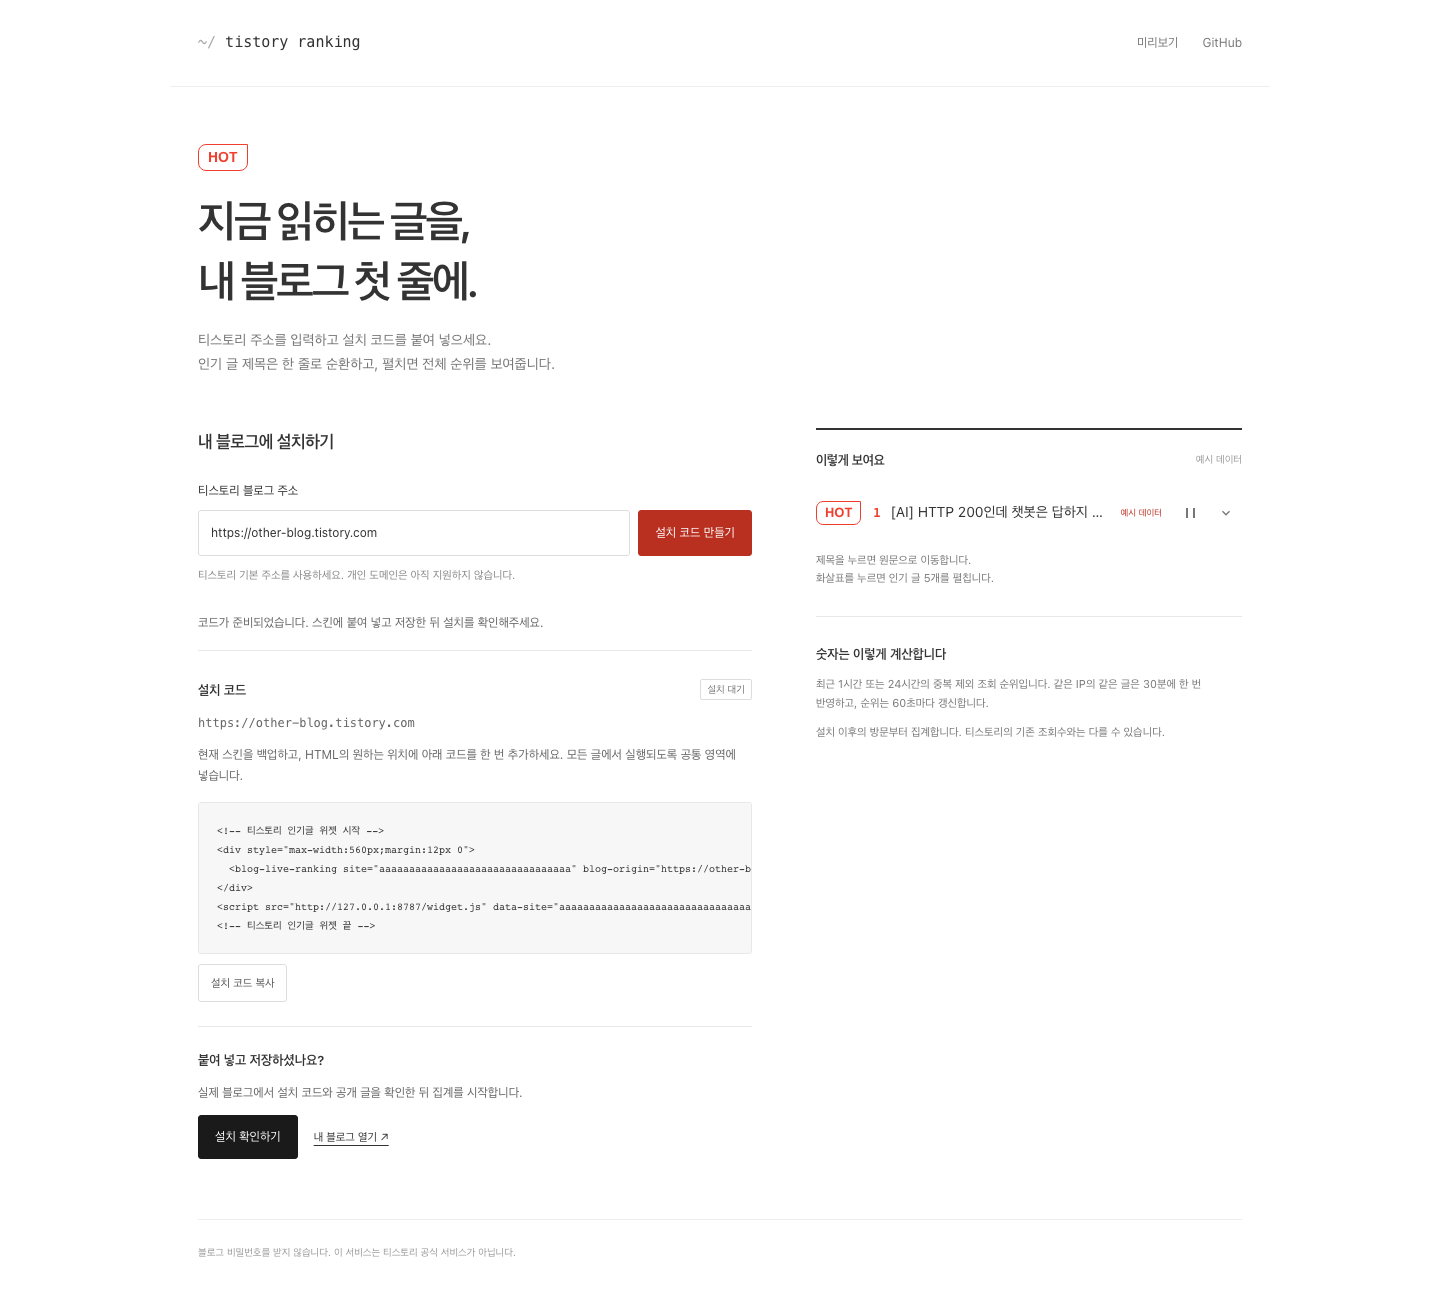 ~/ tistory ranking
미리보기 GitHub
HOT
지금 읽히는 글을,
내 블로그 첫 줄에.
티스토리 주소를 입력하고 설치 코드를 붙여 넣으세요.
인기 글 제목은 한 줄로 순환하고, 펼치면 전체 순위를 보여줍니다.
내 블로그에 설치하기
티스토리 블로그 주소
https://other-blog.tistory.com
설치 코드 만들기
티스토리 기본 주소를 사용하세요. 개인 도메인은 아직 지원하지 않습니다.
코드가 준비되었습니다. 스킨에 붙여 넣고 저장한 뒤 설치를 확인해주세요.
설치 코드
설치 대기
https://other-blog.tistory.com
현재 스킨을 백업하고, HTML의 원하는 위치에 아래 코드를 한 번 추가하세요. 모든 글에서 실행되도록 공통 영역에
넣습니다.
<!-- 티스토리 인기글 위젯 시작 -->
<div style="max-width:560px;margin:12px 0">
<blog-live-ranking site="aaaaaaaaaaaaaaaaaaaaaaaaaaaaaaaa" blog-origin="https://other-b
</div>
<script src="http://127.0.0.1:8787/widget.js" data-site="aaaaaaaaaaaaaaaaaaaaaaaaaaaaaaaa
<!-- 티스토리 인기글 위젯 끝 -->
설치 코드 복사
붙여 넣고 저장하셨나요?
실제 블로그에서 설치 코드와 공개 글을 확인한 뒤 집계를 시작합니다.
설치 확인하기
내 블로그 열기 ↗
이렇게 보여요
예시 데이터
HOT 1 [AI] HTTP 200인데 챗봇은 답하지 ... 예시 데이터
제목을 누르면 원문으로 이동합니다.
화살표를 누르면 인기 글 5개를 펼칩니다.
숫자는 이렇게 계산합니다
최근 1시간 또는 24시간의 중복 제외 조회 순위입니다. 같은 IP의 같은 글은 30분에 한 번
반영하고, 순위는 60초마다 갱신합니다.
설치 이후의 방문부터 집계합니다. 티스토리의 기존 조회수와는 다를 수 있습니다.
블로그 비밀번호를 받지 않습니다. 이 서비스는 티스토리 공식 서비스가 아닙니다.